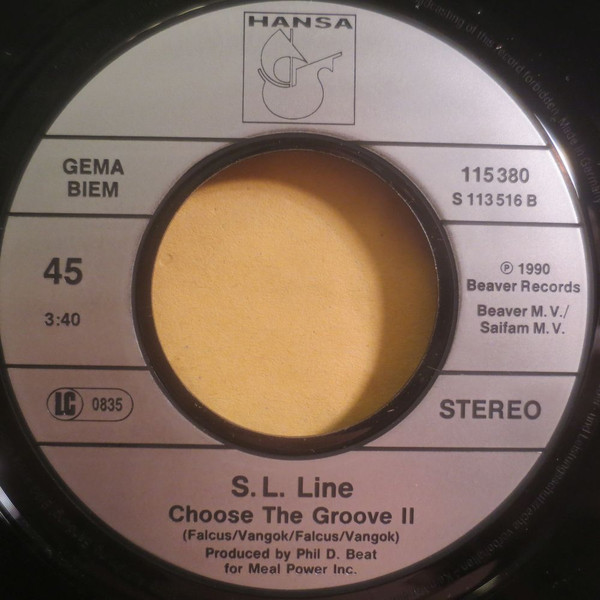 HANSA
GEMA
BIEM
115 380
S 113 516 B
45
3:40
℗ 1990
Beaver Records
Beaver M. V./
Saifam M. V.
LC 0835
STEREO
S. L. Line
Choose The Groove II
(Falcus/Vangok/Falcus/Vangok)
Produced by Phil D. Beat
for Meal Power Inc.